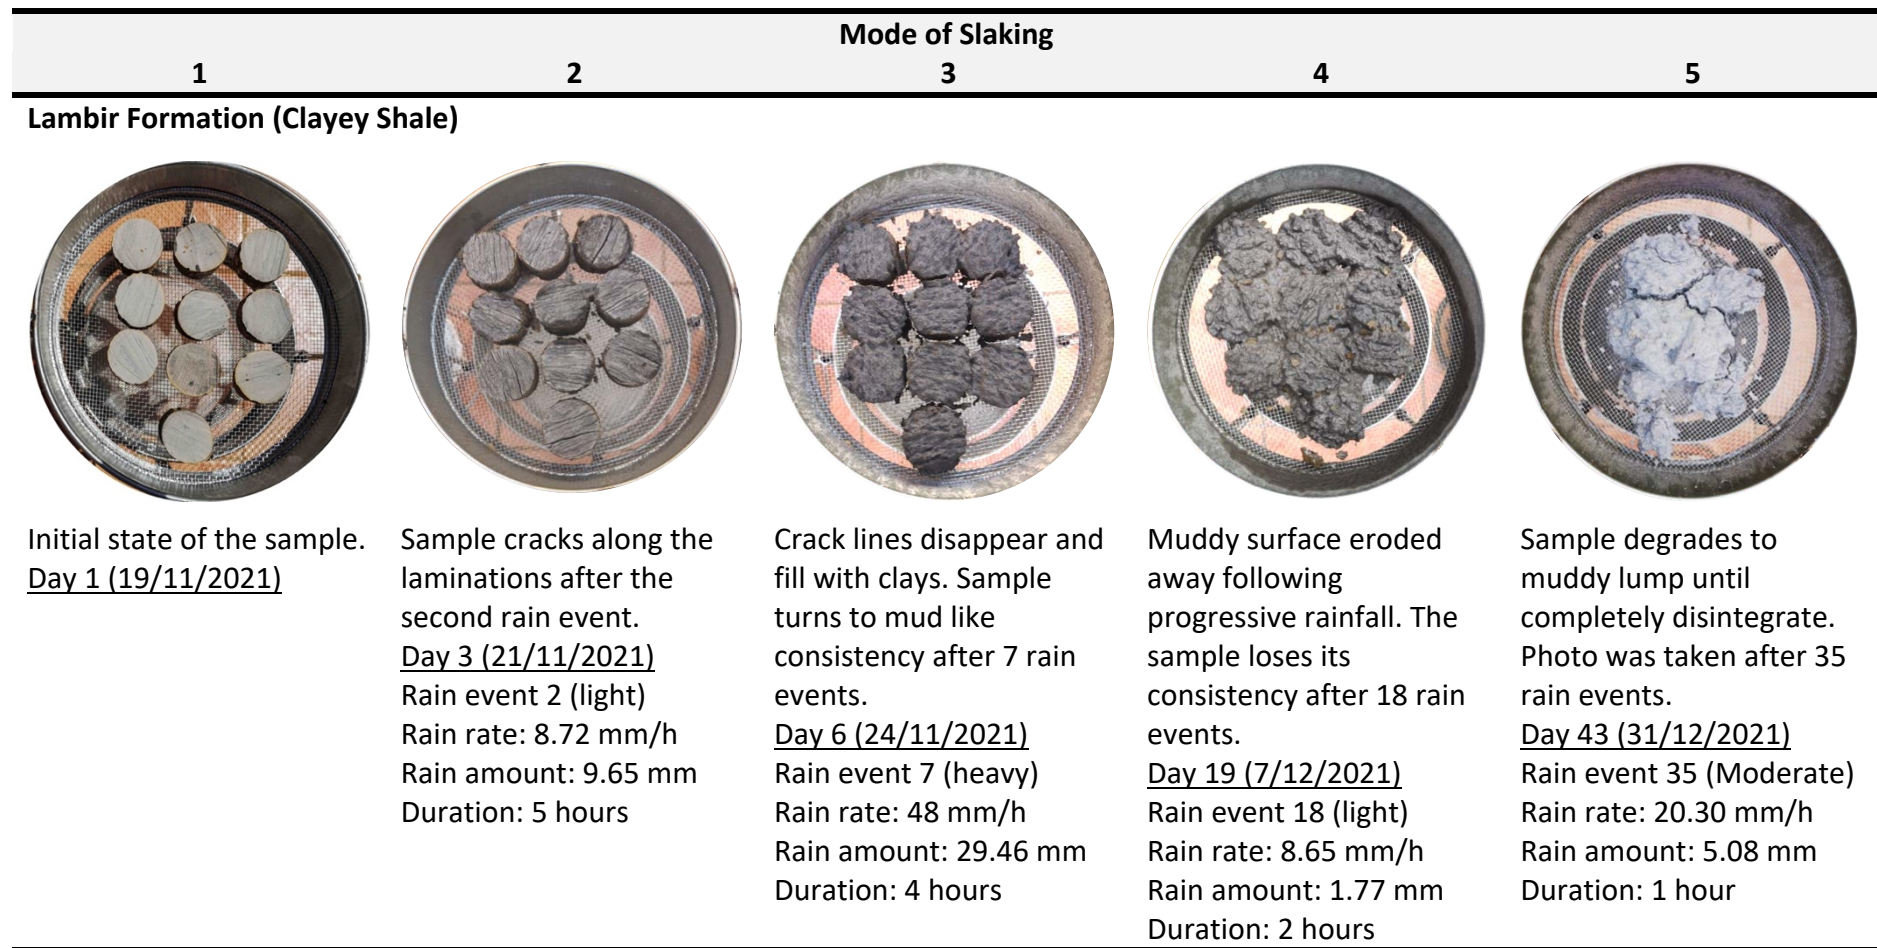 Mode of Slaking
1 2 3 4 5
Lambir Formation (Clayey Shale)
Initial state of the sample.
Day 1 (19/11/2021)
Sample cracks along the
laminations after the
second rain event.
Day 3 (21/11/2021)
Rain event 2 (light)
Rain rate: 8.72 mm/h
Rain amount: 9.65 mm
Duration: 5 hours
Crack lines disappear and
fill with clays. Sample
turns to mud like
consistency after 7 rain
events.
Day 6 (24/11/2021)
Rain event 7 (heavy)
Rain rate: 48 mm/h
Rain amount: 29.46 mm
Duration: 4 hours
Muddy surface eroded
away following
progressive rainfall. The
sample loses its
consistency after 18 rain
events.
Day 19 (7/12/2021)
Rain event 18 (light)
Rain rate: 8.65 mm/h
Rain amount: 1.77 mm
Duration: 2 hours
Sample degrades to
muddy lump until
completely disintegrate.
Photo was taken after 35
rain events.
Day 43 (31/12/2021)
Rain event 35 (Moderate)
Rain rate: 20.30 mm/h
Rain amount: 5.08 mm
Duration: 1 hour